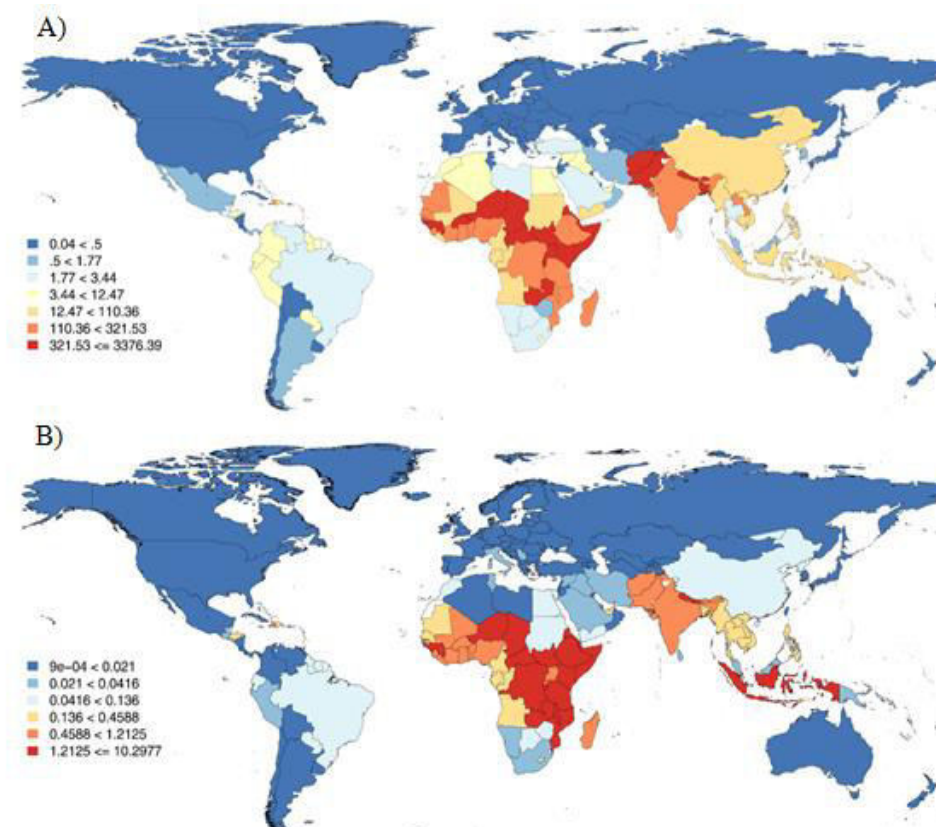 A)
0.04 < .5
.5 < 1.77
1.77 < 3.44
3.44 < 12.47
12.47 < 110.36
110.36 < 321.53
321.53 <= 3376.39
B)
9e-04 < 0.021
0.021 < 0.0416
0.0416 < 0.136
0.136 < 0.4588
0.4588 < 1.2125
1.2125 <= 10.2977